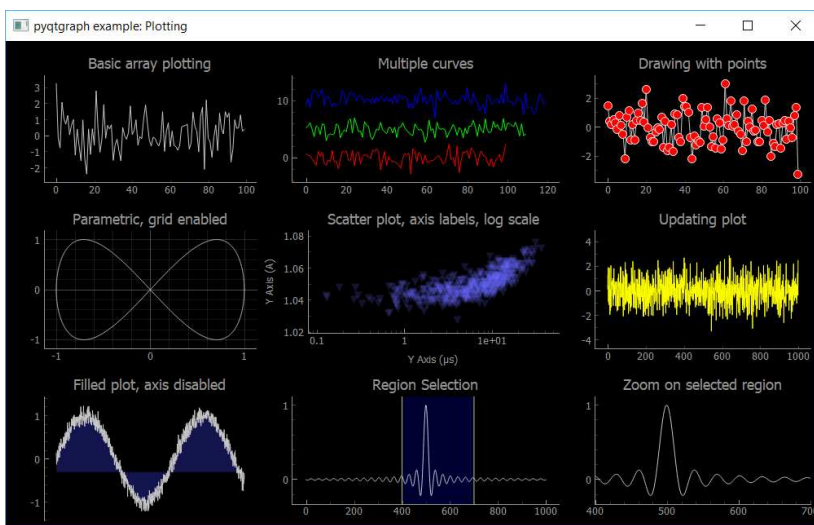 pyqtgraph example: Plotting
Basic array plotting
3
2
1
0
-1
-2
0 20 40 60 80 100
Multiple curves
10
0
0 20 40 60 80 100 120
Drawing with points
2
0
-2
0 20 40 60 80 100
Parametric, grid enabled
1
0
-1
-1 0 1
Scatter plot, axis labels, log scale
Y Axis (A)
1.08
1.06
1.04
1.02
0.1 1 1e+01
Y Axis (µs)
Updating plot
4
2
0
-2
-4
0 200 400 600 800 1000
Filled plot, axis disabled
1
0
-1
Region Selection
1
0
0 200 400 600 800 1000
Zoom on selected region
1
0
400 500 600 700